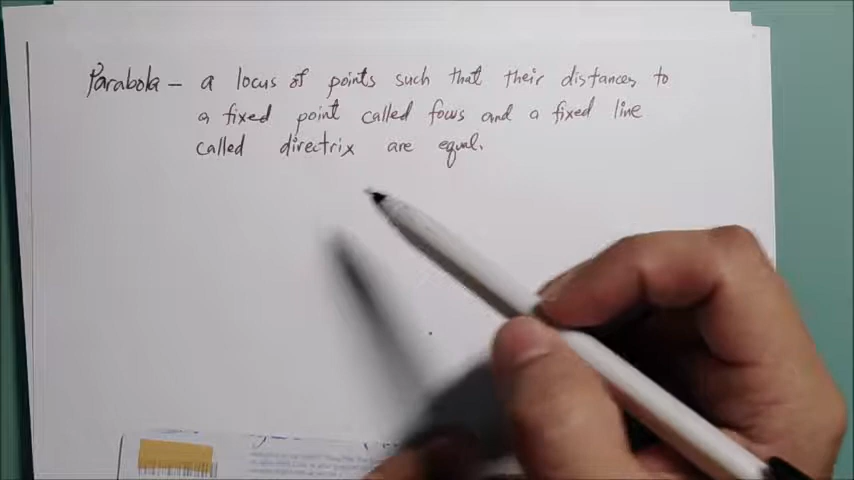 Parabola – a locus of points such that their distances to
a fixed point called focus and a fixed line
called directrix are equal.